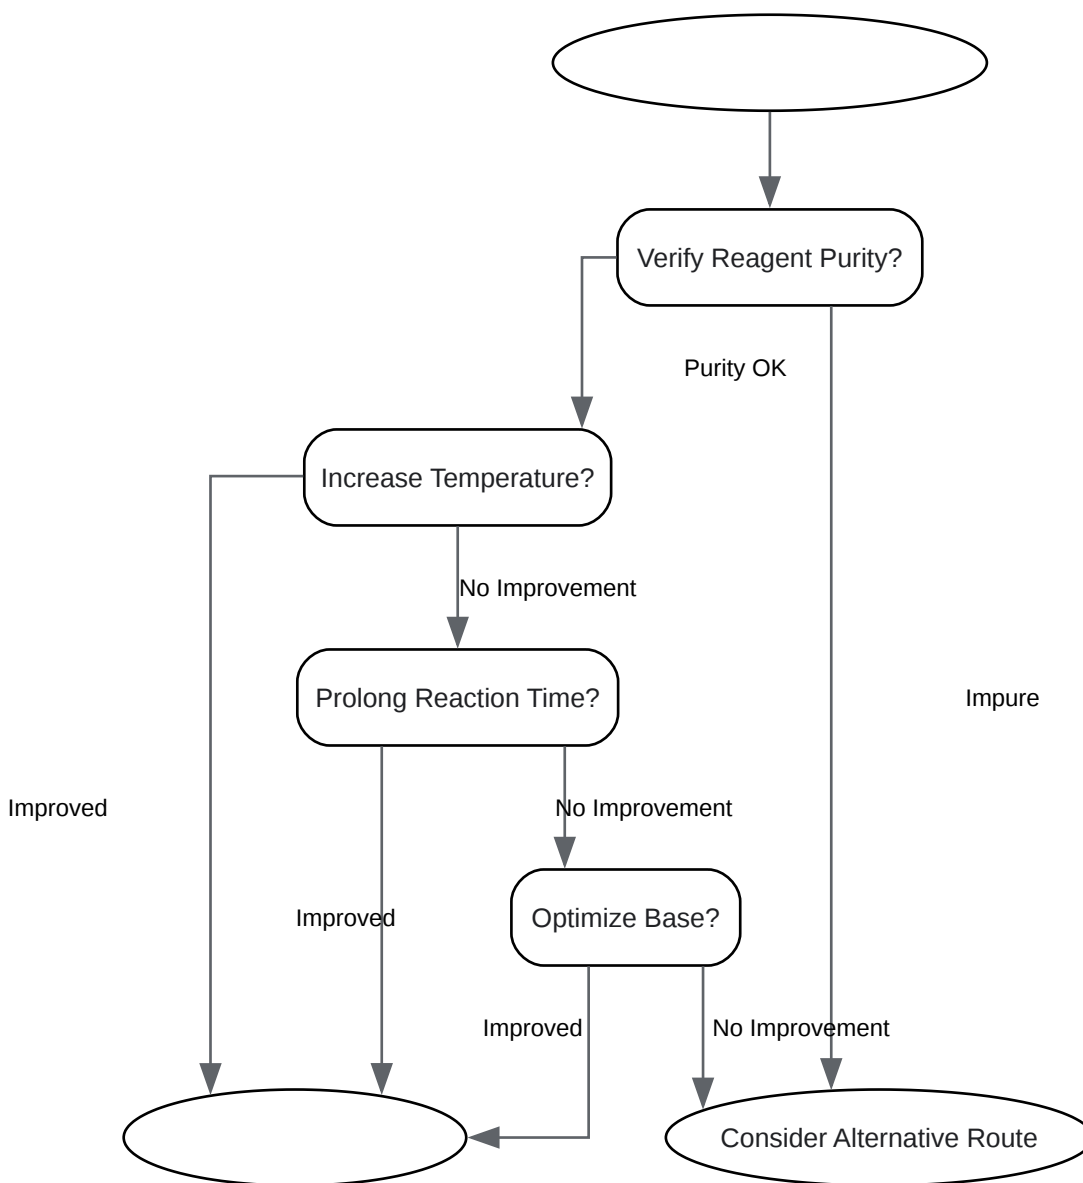 Verify Reagent Purity?
Purity OK
Increase Temperature?
No Improvement
Prolong Reaction Time?
Impure
Improved
No Improvement
Improved
Optimize Base?
Improved
No Improvement
Consider Alternative Route